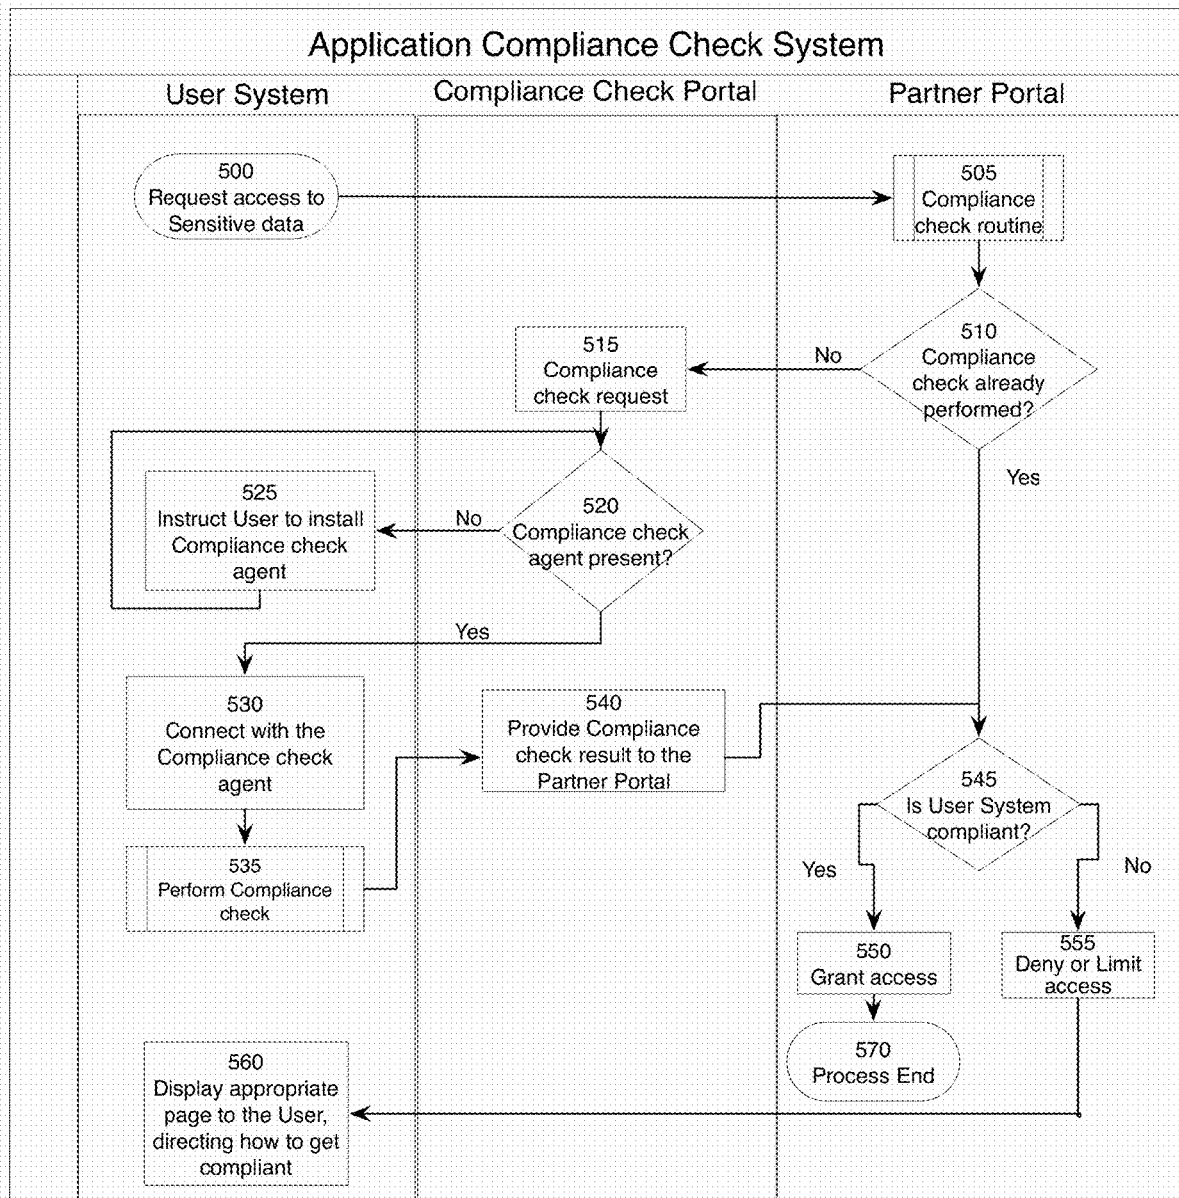 Application Compliance Check System
User System
Compliance Check Portal
Partner Portal
500
Request access to
Sensitive data
505
Compliance
check routine
510
Compliance
check already
performed?
No
Yes
515
Compliance
check request
520
Compliance check
agent present?
No
Yes
525
Instruct User to install
Compliance check
agent
530
Connect with the
Compliance check
agent
535
Perform Compliance
check
540
Provide Compliance
check result to the
Partner Portal
545
Is User System
compliant?
Yes
No
550
Grant access
555
Deny or Limit
access
570
Process End
560
Display appropriate
page to the User,
directing how to get
compliant